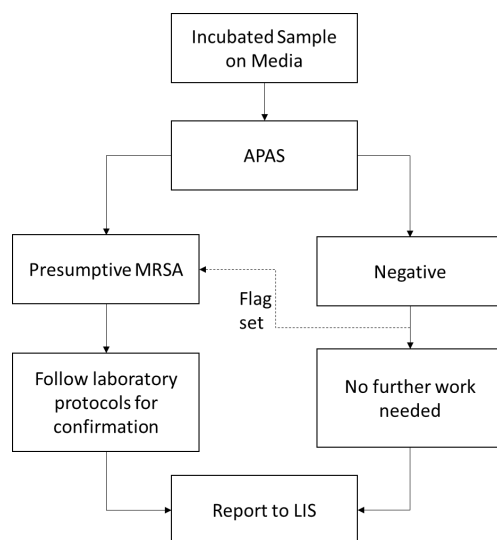 Incubated Sample
on Media
APAS
Presumptive MRSA
Negative
Flag
set
Follow laboratory
protocols for
confirmation
No further work
needed
Report to LIS